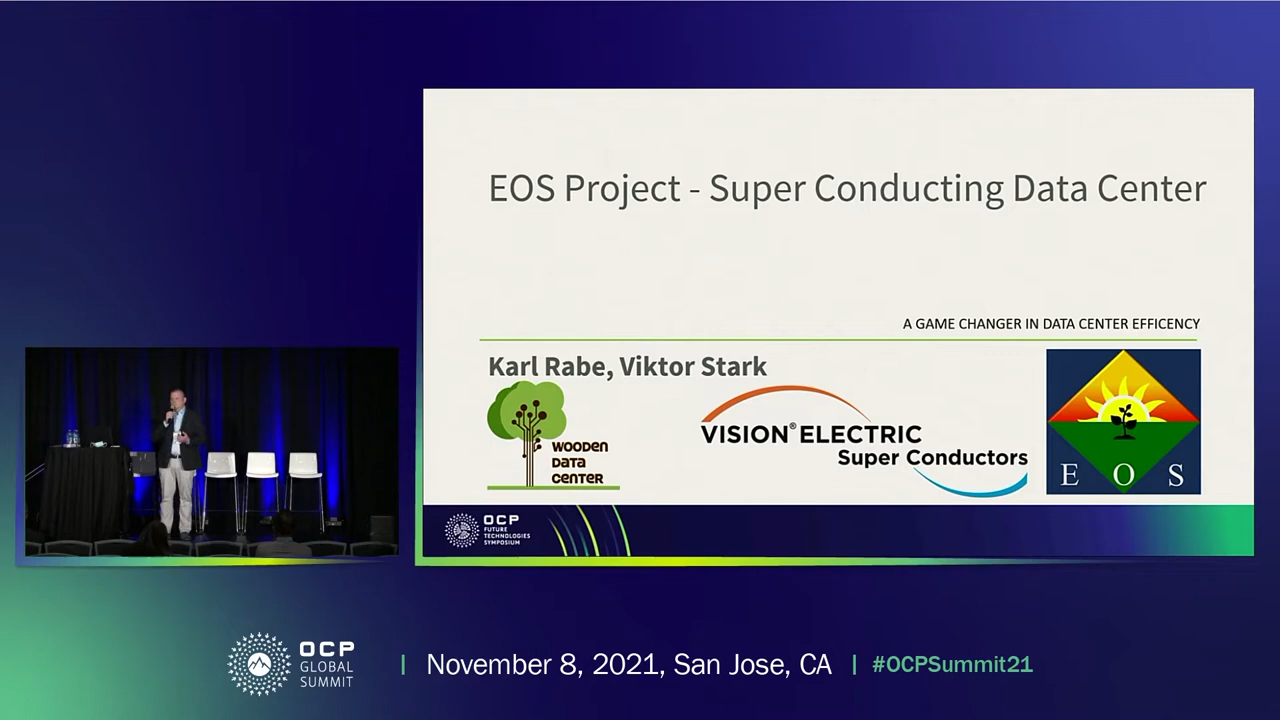 EOS Project - Super Conducting Data Center
A GAME CHANGER IN DATA CENTER EFFICENCY
Karl Rabe, Viktor Stark
WOODEN
DATA
CENTER
VISION® ELECTRIC
Super Conductors
E O S
OCP
FUTURE
TECHNOLOGIES
SYMPOSIUM
OCP
GLOBAL
SUMMIT
| November 8, 2021, San Jose, CA | #OCPSummit21